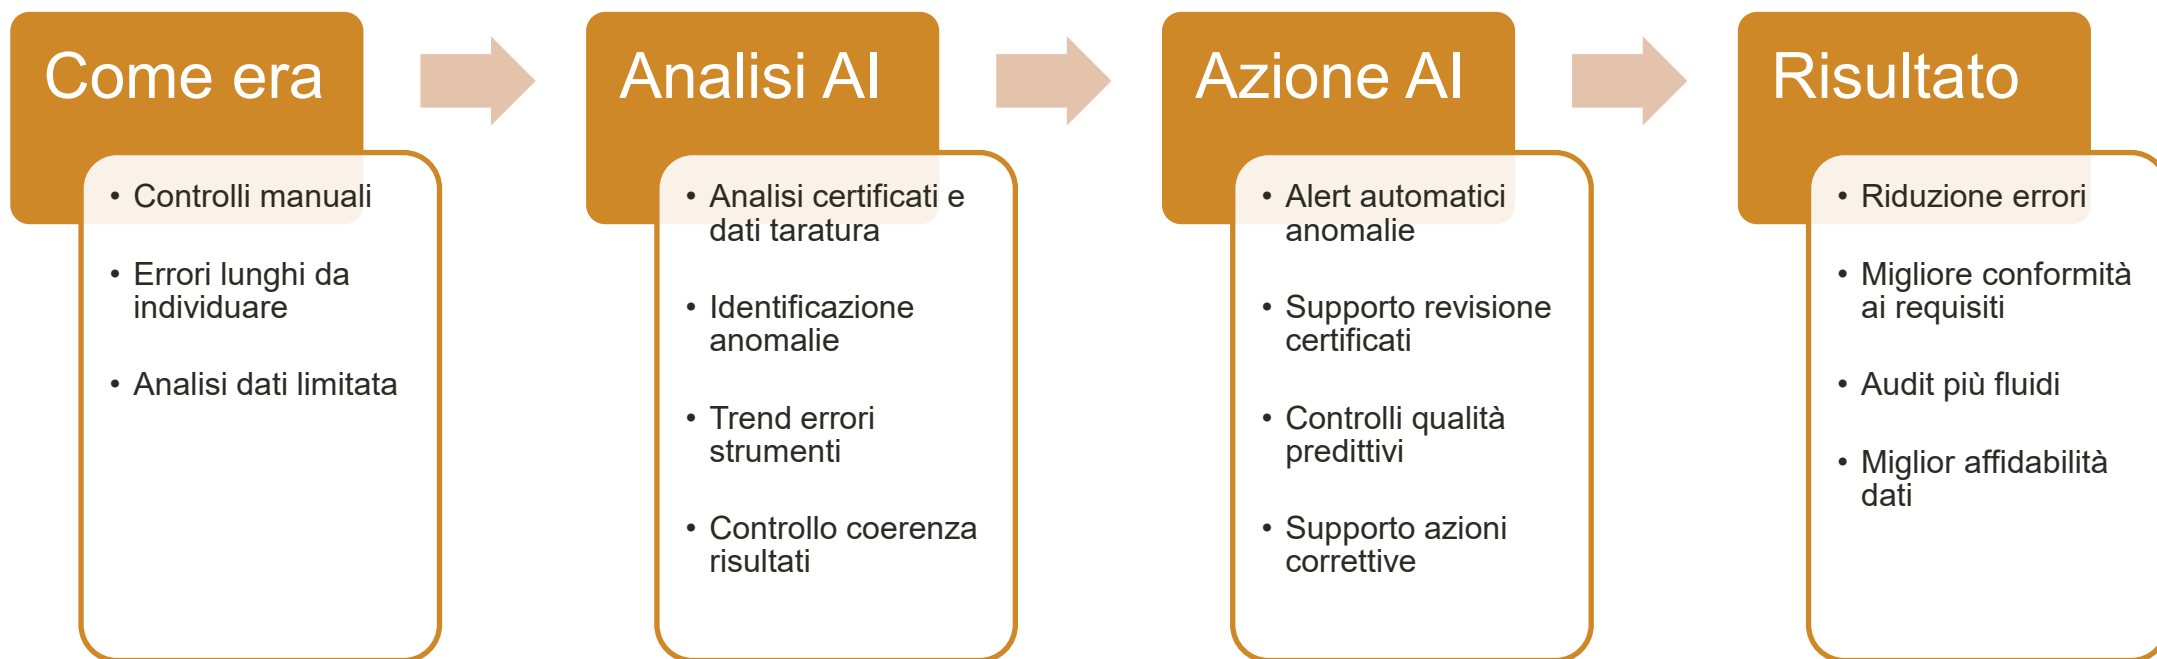 Come era
• Controlli manuali
• Errori lunghi da
individuare
• Analisi dati limitata
Analisi AI
• Analisi certificati e
dati taratura
• Identificazione
anomalie
• Trend errori
strumenti
• Controllo coerenza
risultati
Azione AI
• Alert automatici
anomalie
• Supporto revisione
certificati
• Controlli qualità
predittivi
• Supporto azioni
correttive
Risultato
• Riduzione errori
• Migliore conformità
ai requisiti
• Audit più fluidi
• Miglior affidabilità
dati